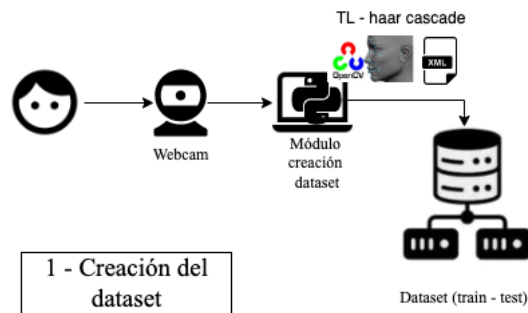 TL - haar cascade
OpenCV
XML
Webcam
Módulo
creación
dataset
1 - Creación del
dataset
Dataset (train - test)